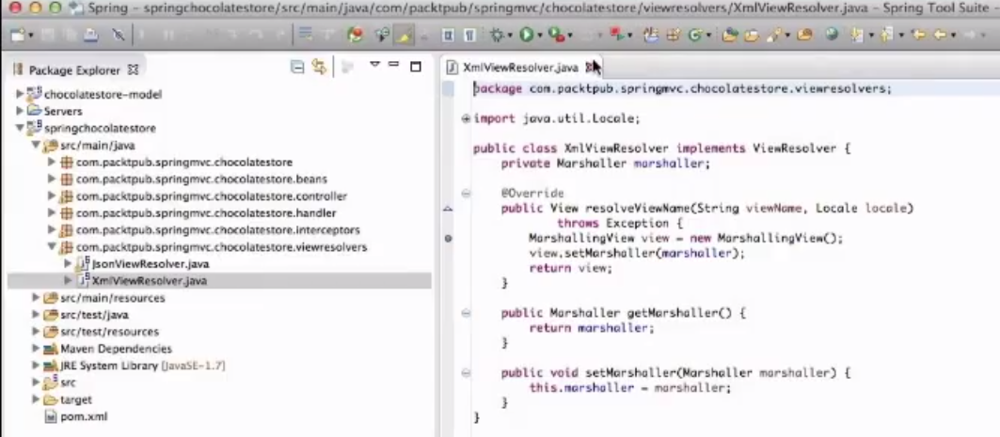 Spring - springchocolatestore/src/main/java/com/packtpub/springmvc/chocolatestore/viewresolvers/XmlViewResolver.java - Spring Tool Suite -
Package Explorer
chocolatestore-model
Servers
springchocolatestore
src/main/java
com.packtpub.springmvc.chocolatestore
com.packtpub.springmvc.chocolatestore.beans
com.packtpub.springmvc.chocolatestore.controller
com.packtpub.springmvc.chocolatestore.handler
com.packtpub.springmvc.chocolatestore.interceptors
com.packtpub.springmvc.chocolatestore.viewresolvers
JsonViewResolver.java
XmlViewResolver.java
src/main/resources
src/test/java
src/test/resources
Maven Dependencies
JRE System Library [JavaSE-1.7]
src
target
pom.xml
XmlViewResolver.java
package com.packtpub.springmvc.chocolatestore.viewresolvers;
import java.util.Locale;
public class XmlViewResolver implements ViewResolver {
private Marshaller marshaller;
@Override
public View resolveViewName(String viewName, Locale locale)
throws Exception {
MarshallingView view = new MarshallingView();
view.setMarshaller(marshaller);
return view;
}
public Marshaller getMarshaller() {
return marshaller;
}
public void setMarshaller(Marshaller marshaller) {
this.marshaller = marshaller;
}
}